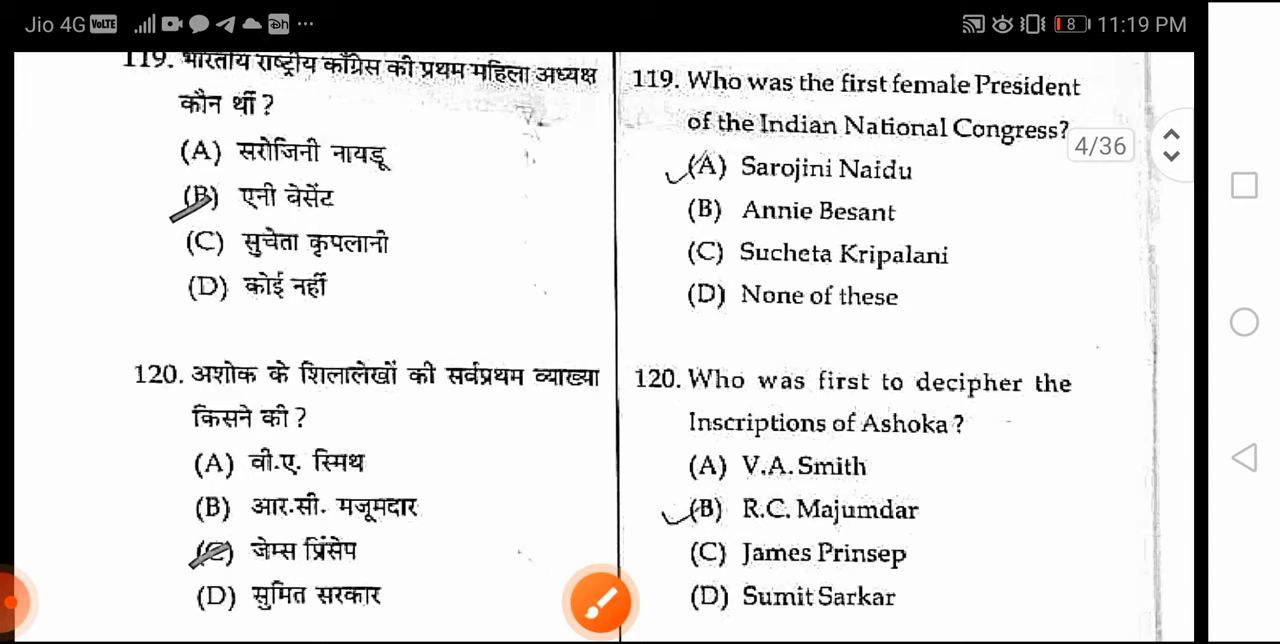 Jio 4G VoLTE
8 11:19 PM
119. भारतीय राष्ट्रीय काँग्रेस की प्रथम महिला अध्यक्ष
कौन थीं ?
(A) सरोजिनी नायडू
(B) एनी वेसेंट
(C) सुचेता कृपलानी
(D) कोई नहीं
120. अशोक के शिलालेखों की सर्वप्रथम व्याख्या
किसने की ?
(A) वी.ए. स्मिथ
(B) आर.सी. मजूमदार
(C) जेम्स प्रिंसेप
(D) सुमित सरकार
119. Who was the first female President
of the Indian National Congress?
(A) Sarojini Naidu
(B) Annie Besant
(C) Sucheta Kripalani
(D) None of these
120. Who was first to decipher the
Inscriptions of Ashoka ?
(A) V.A. Smith
(B) R.C. Majumdar
(C) James Prinsep
(D) Sumit Sarkar
4/36